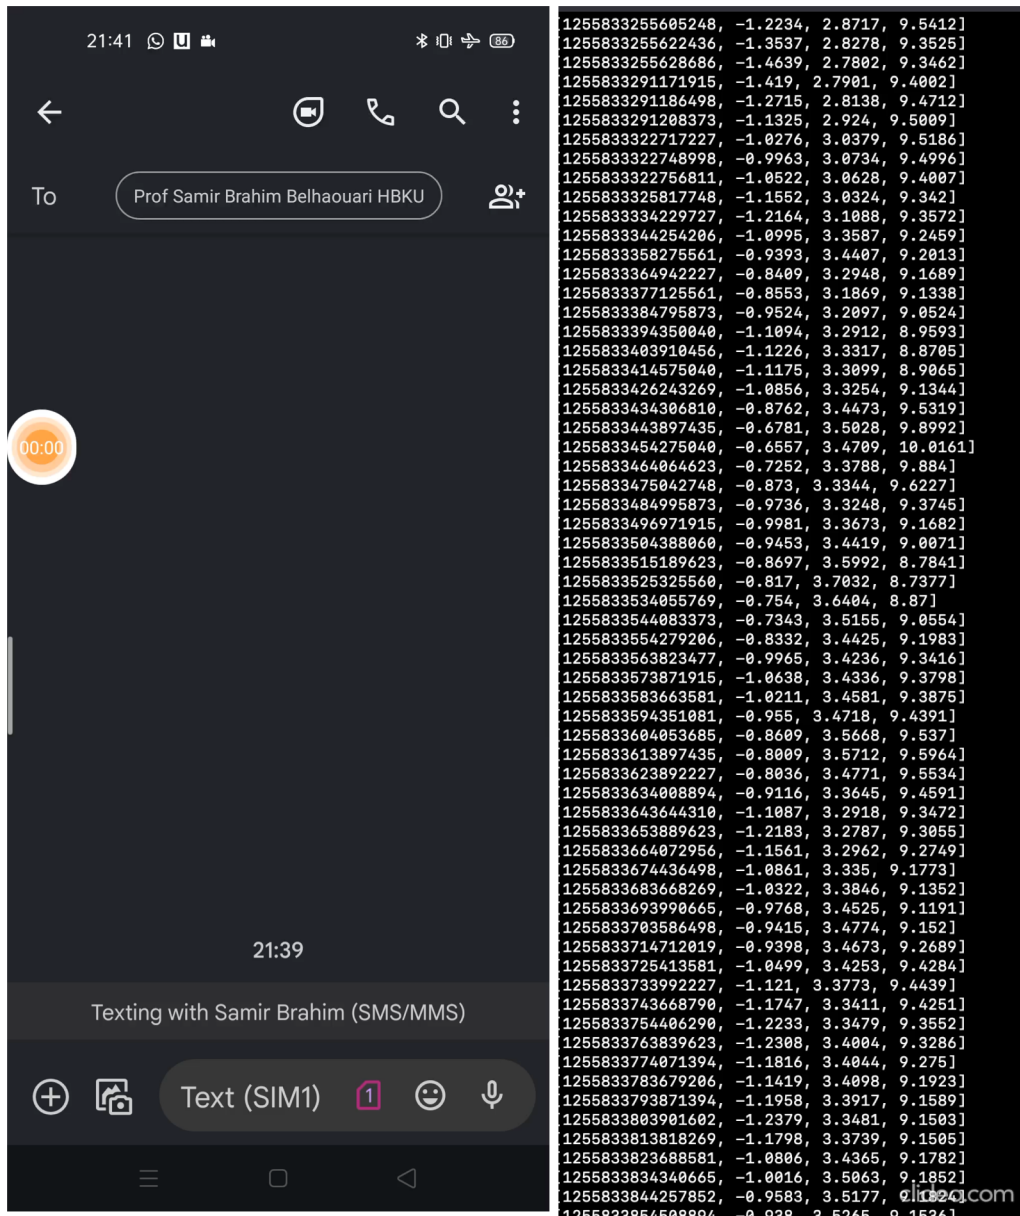 21:41
86
To
Prof Samir Brahim Belhaouari HBKU
00:00
21:39
Texting with Samir Brahim (SMS/MMS)
Text (SIM1)
1
[1255833255605248, -1.2234, 2.8717, 9.5412]
[1255833255622436, -1.3537, 2.8278, 9.3525]
[1255833255628686, -1.4639, 2.7802, 9.3462]
[1255833291171915, -1.419, 2.7901, 9.4002]
[1255833291186498, -1.2715, 2.8138, 9.4712]
[1255833291208373, -1.1325, 2.924, 9.5009]
[1255833322717227, -1.0276, 3.0379, 9.5186]
[1255833322748998, -0.9963, 3.0734, 9.4996]
[1255833322756811, -1.0522, 3.0628, 9.4007]
[1255833325817748, -1.1552, 3.0324, 9.342]
[1255833334229727, -1.2164, 3.1088, 9.3572]
[1255833344254206, -1.0995, 3.3587, 9.2459]
[1255833358275561, -0.9393, 3.4407, 9.2013]
[1255833364942227, -0.8409, 3.2948, 9.1689]
[1255833377125561, -0.8553, 3.1869, 9.1338]
[1255833384795873, -0.9524, 3.2097, 9.0524]
[1255833394350040, -1.1094, 3.2912, 8.9593]
[1255833403910456, -1.1226, 3.3317, 8.8705]
[1255833414575040, -1.1175, 3.3099, 8.9065]
[1255833426243269, -1.0856, 3.3254, 9.1344]
[1255833434306810, -0.8762, 3.4473, 9.5319]
[1255833443897435, -0.6781, 3.5028, 9.8992]
[1255833454275040, -0.6557, 3.4709, 10.0161]
[1255833464064623, -0.7252, 3.3788, 9.884]
[1255833475042748, -0.873, 3.3344, 9.6227]
[1255833484995873, -0.9736, 3.3248, 9.3745]
[1255833496971915, -0.9981, 3.3673, 9.1682]
[1255833504388060, -0.9453, 3.4419, 9.0071]
[1255833515189623, -0.8697, 3.5992, 8.7841]
[1255833525325560, -0.817, 3.7032, 8.7377]
[1255833534055769, -0.754, 3.6404, 8.87]
[1255833544083373, -0.7343, 3.5155, 9.0554]
[1255833554279206, -0.8332, 3.4425, 9.1983]
[1255833563823477, -0.9965, 3.4236, 9.3416]
[1255833573871915, -1.0638, 3.4336, 9.3798]
[1255833583663581, -1.0211, 3.4581, 9.3875]
[1255833594351081, -0.955, 3.4718, 9.4391]
[1255833604053685, -0.8609, 3.5668, 9.537]
[1255833613897435, -0.8009, 3.5712, 9.5964]
[1255833623892227, -0.8036, 3.4771, 9.5534]
[1255833634008894, -0.9116, 3.3645, 9.4591]
[1255833643644310, -1.1087, 3.2918, 9.3472]
[1255833653889623, -1.2183, 3.2787, 9.3055]
[1255833664072956, -1.1561, 3.2962, 9.2749]
[1255833674436498, -1.0861, 3.335, 9.1773]
[1255833683668269, -1.0322, 3.3846, 9.1352]
[1255833693990665, -0.9768, 3.4525, 9.1191]
[1255833703586498, -0.9415, 3.4774, 9.152]
[1255833714712019, -0.9398, 3.4673, 9.2689]
[1255833725413581, -1.0499, 3.4253, 9.4284]
[1255833733992227, -1.121, 3.3773, 9.4439]
[1255833743668790, -1.1747, 3.3411, 9.4251]
[1255833754406290, -1.2233, 3.3479, 9.3552]
[1255833763839623, -1.2308, 3.4004, 9.3286]
[1255833774071394, -1.1816, 3.4044, 9.275]
[1255833783679206, -1.1419, 3.4098, 9.1923]
[1255833793871394, -1.1958, 3.3917, 9.1589]
[1255833803901602, -1.2379, 3.3481, 9.1503]
[1255833813818269, -1.1798, 3.3739, 9.1505]
[1255833823688581, -1.0806, 3.4365, 9.1782]
[1255833834340665, -1.0016, 3.5063, 9.1852]
[1255833844257852, -0.9583, 3.5177, 9.1824]
clideo.com